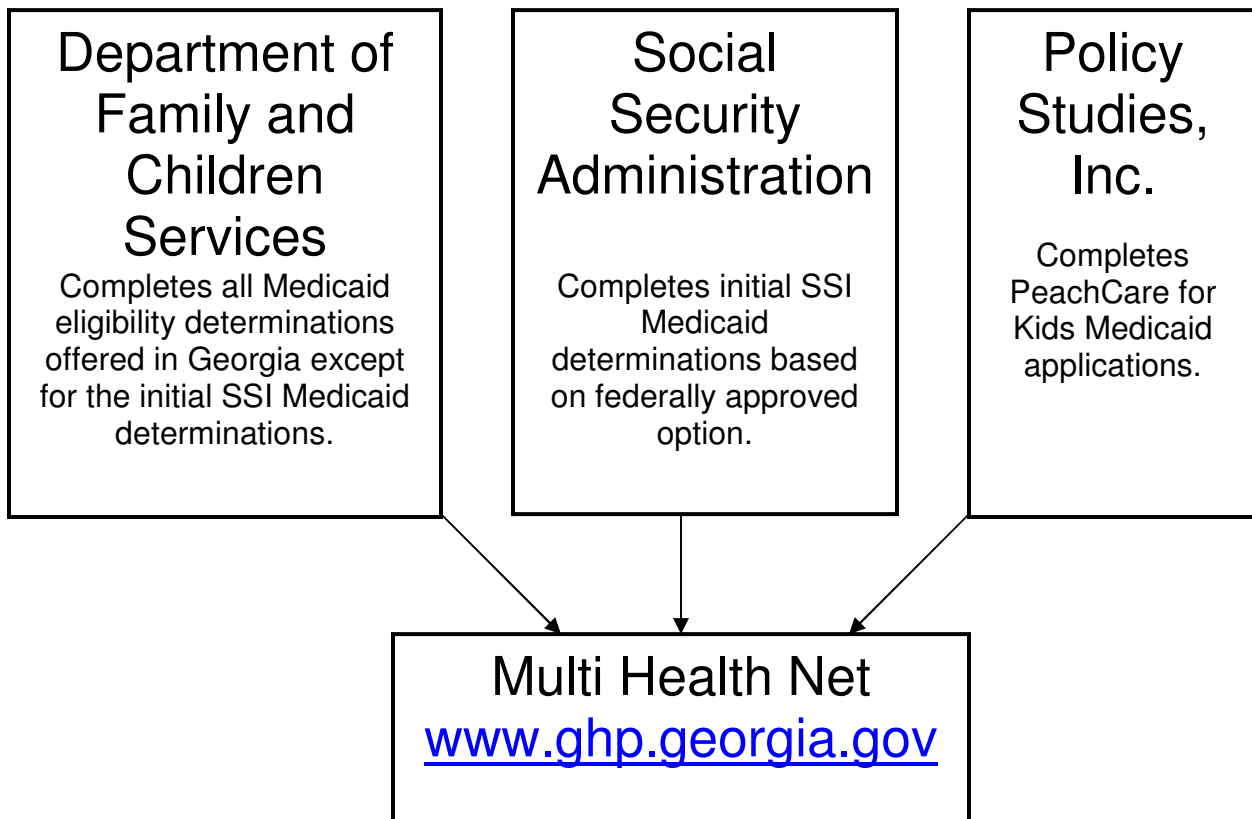 Department of
Family and
Children
Services
Completes all Medicaid
eligibility determinations
offered in Georgia except
for the initial SSI Medicaid
determinations.
Social
Security
Administration
Completes initial SSI
Medicaid
determinations based
on federally approved
option.
Policy
Studies,
Inc.
Completes
PeachCare for
Kids Medicaid
applications.
Multi Health Net
www.ghp.georgia.gov